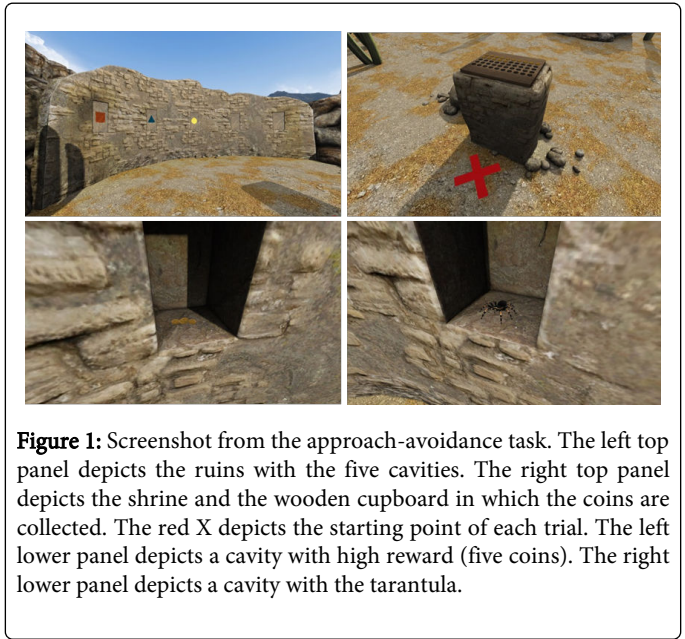 Figure 1: Screenshot from the approach-avoidance task. The left top
panel depicts the ruins with the five cavities. The right top panel
depicts the shrine and the wooden cupboard in which the coins are
collected. The red X depicts the starting point of each trial. The left
lower panel depicts a cavity with high reward (five coins). The right
lower panel depicts a cavity with the tarantula.